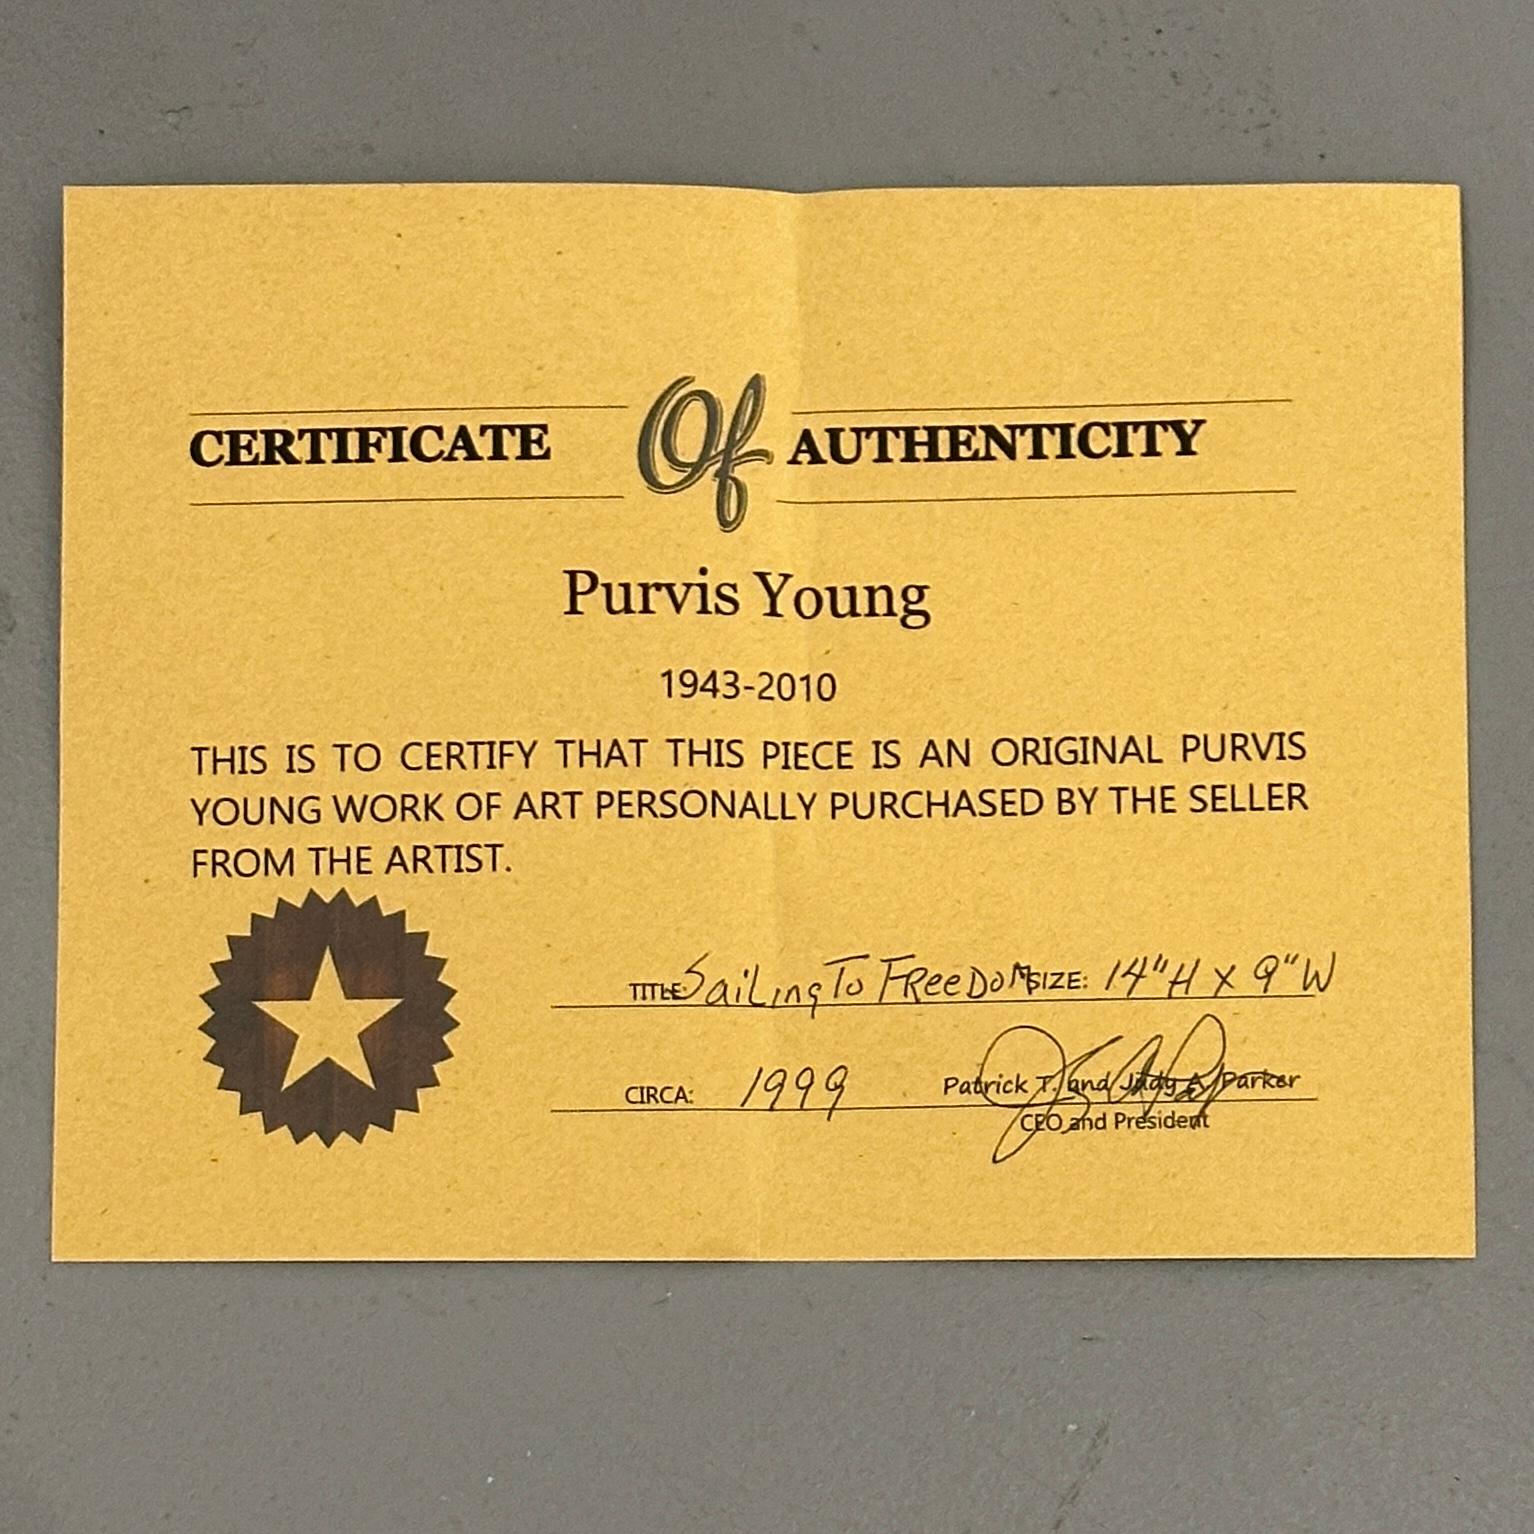 CERTIFICATE Of AUTHENTICITY
Purvis Young
1943-2010
THIS IS TO CERTIFY THAT THIS PIECE IS AN ORIGINAL PURVIS
YOUNG WORK OF ART PERSONALLY PURCHASED BY THE SELLER
FROM THE ARTIST.
TITLE: Sailing To FReeDoM SIZE: 14"H x 9"W
CIRCA: 1999 Patrick T. and Judy A. Parker
CEO and President